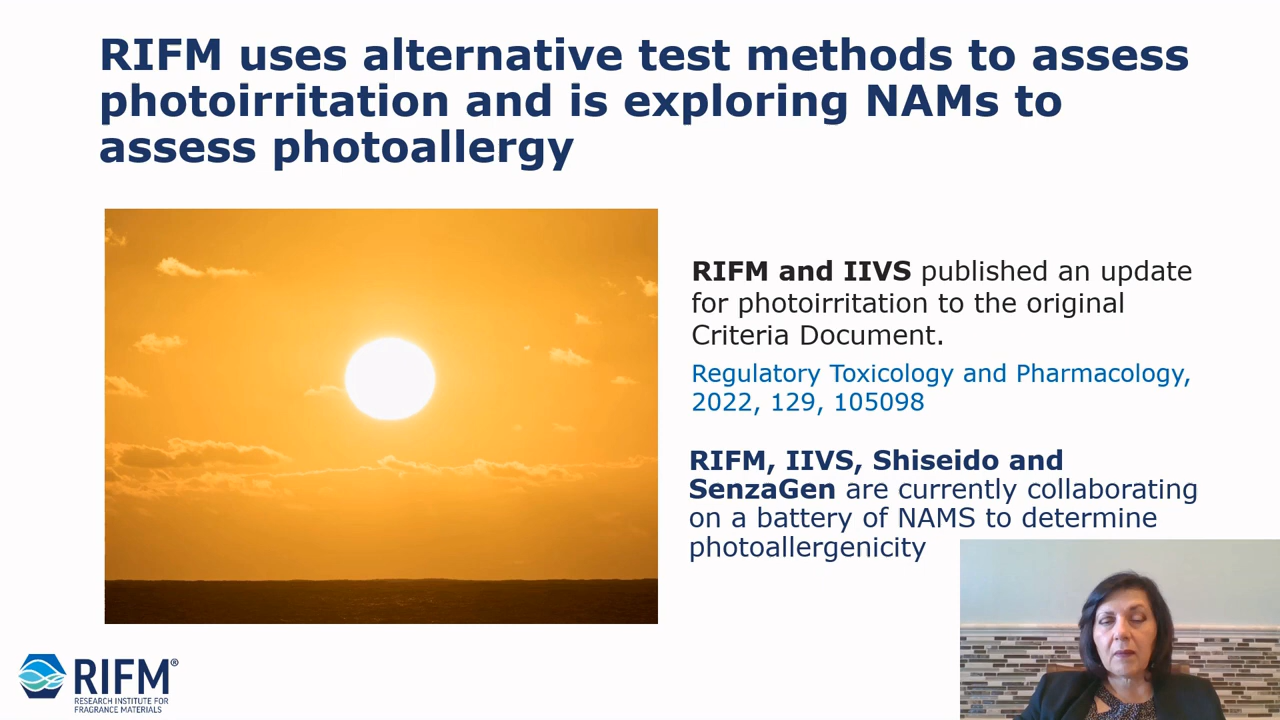 RIFM uses alternative test methods to assess
photoirritation and is exploring NAMs to
assess photoallergy
RIFM and IIVS published an update
for photoirritation to the original
Criteria Document.
Regulatory Toxicology and Pharmacology,
2022, 129, 105098
RIFM, IIVS, Shiseido and
SenzaGen are currently collaborating
on a battery of NAMS to determine
photoallergenicity
RIFM®
RESEARCH INSTITUTE FOR
FRAGRANCE MATERIALS